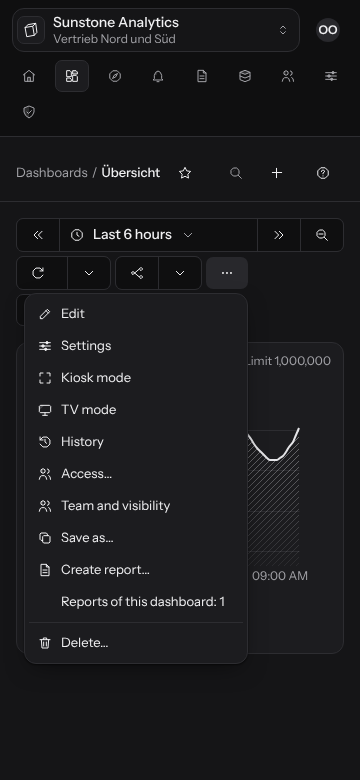 Sunstone Analytics
Vertrieb Nord und Süd
OO
Dashboards / Übersicht
Last 6 hours
Edit
Settings
Kiosk mode
TV mode
History
Access...
Team and visibility
Save as...
Create report...
Reports of this dashboard: 1
Delete...
Limit 1,000,000
09:00 AM